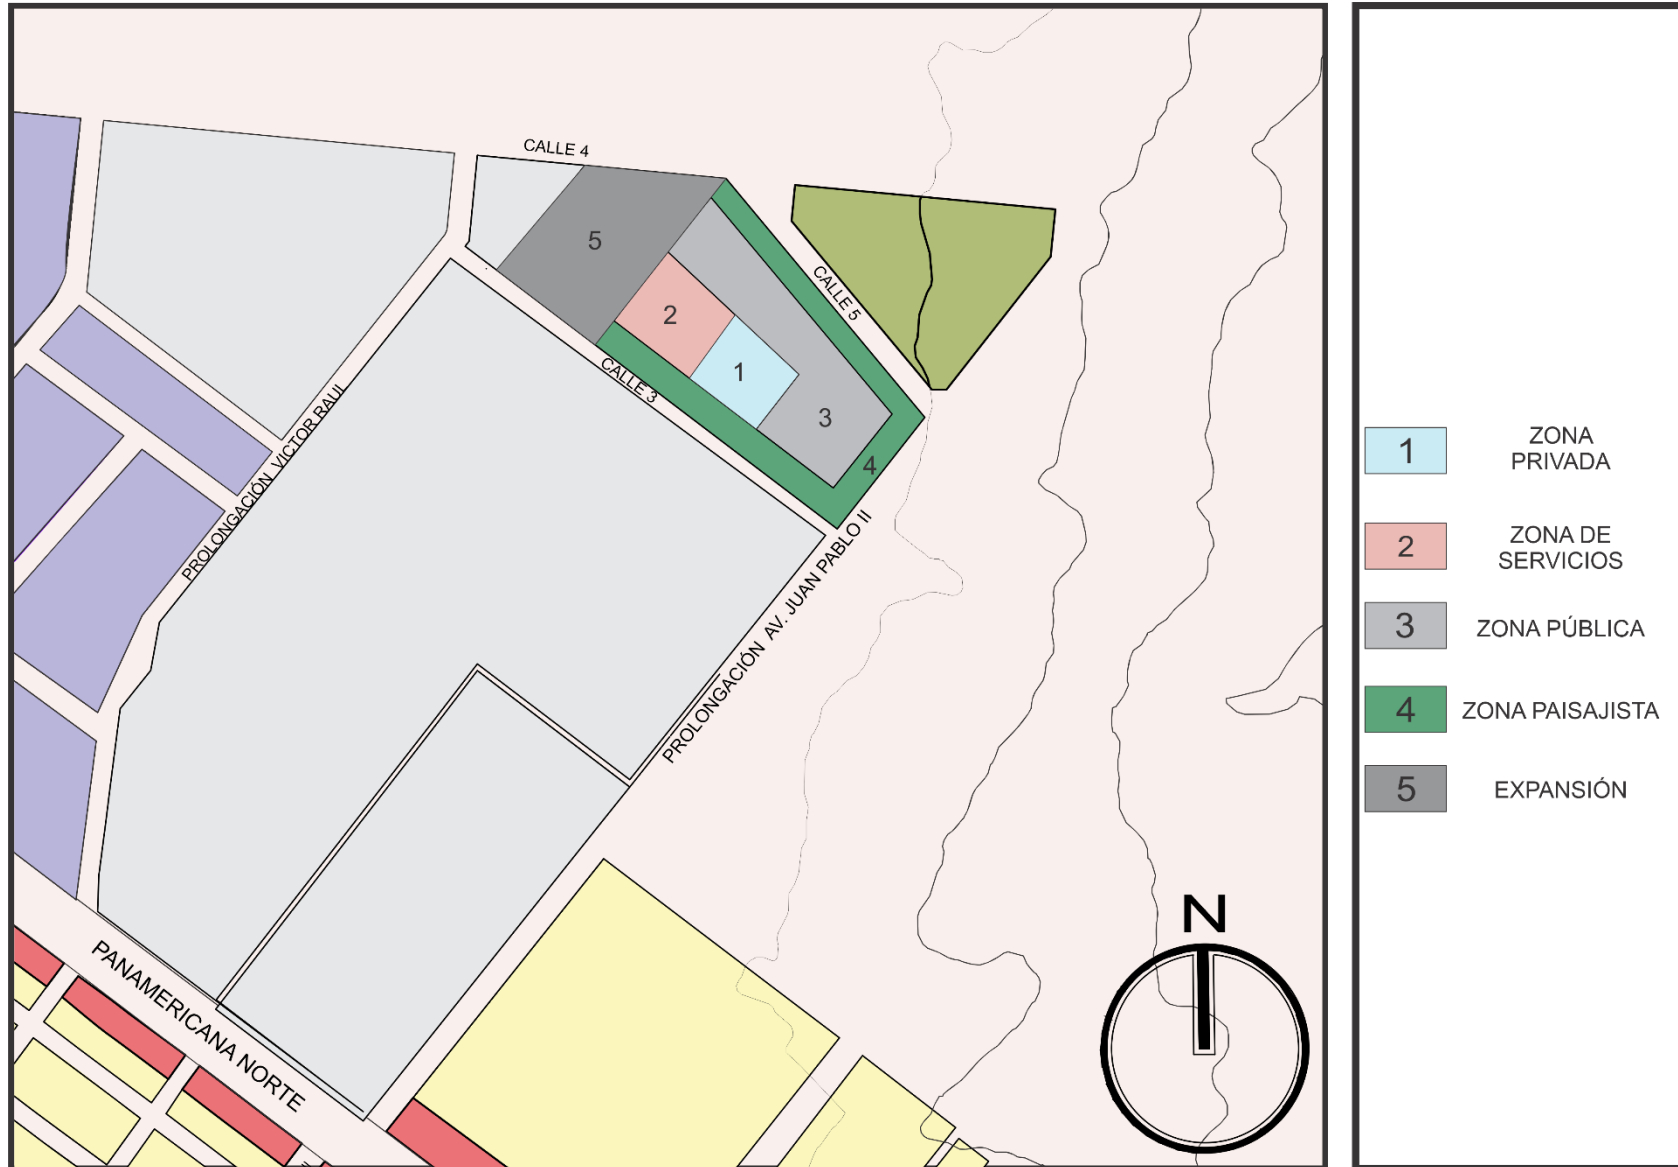 CALLE 4
5
CALLE 5
2
1
CALLE 3
3
4
PROLONGACIÓN VICTOR RAUL
PROLONGACIÓN AV. JUAN PABLO II
PANAMERICANA NORTE
N
1
ZONA
PRIVADA
2
ZONA DE
SERVICIOS
3
ZONA PÚBLICA
4
ZONA PAISAJISTA
5
EXPANSIÓN